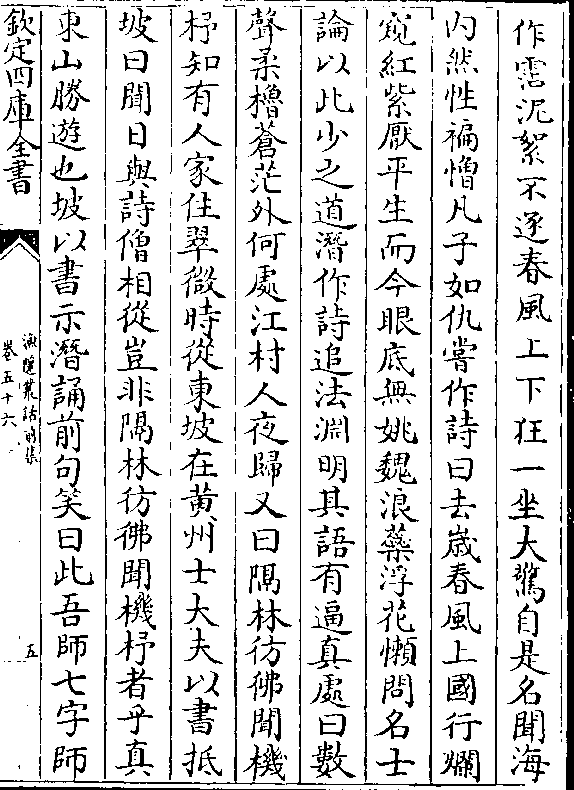 作霑泥絮不逐春風上下狂一坐大驚自是名聞海
内然性褊憎凡子如仇嘗作詩曰去歲春風上國行爛
窺紅紫厭平生而今眼底無姚魏浪蘂浮花懶問名士
論以此少之道潛作詩追法淵明其語有逼真處曰數
聲柔櫓蒼茫外何處江村人夜歸又曰隔林彷彿聞機
杼知有人家住翠微時從東坡在黄州士大夫以書抵
坡曰聞日與詩僧相從豈非隔林彷彿聞機杼者乎真
東山勝遊也坡以書示潛誦前句笑曰此吾師七字師
欽定四庫全書
漁隱叢話前集
卷五十六
五